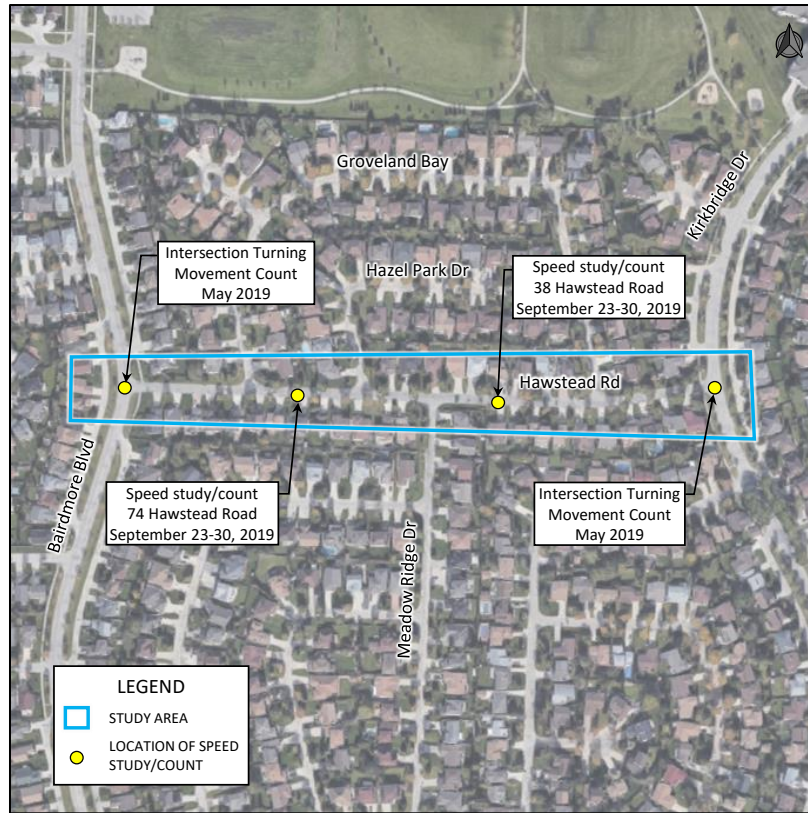 Groveland Bay
Kirkbridge Dr
Intersection Turning
Movement Count
May 2019
Hazel Park Dr
Speed study/count
38 Hawstead Road
September 23-30, 2019
Hawstead Rd
Speed study/count
74 Hawstead Road
September 23-30, 2019
Intersection Turning
Movement Count
May 2019
Bairdmore Blvd
Meadow Ridge Dr
LEGEND
STUDY AREA
LOCATION OF SPEED
STUDY/COUNT